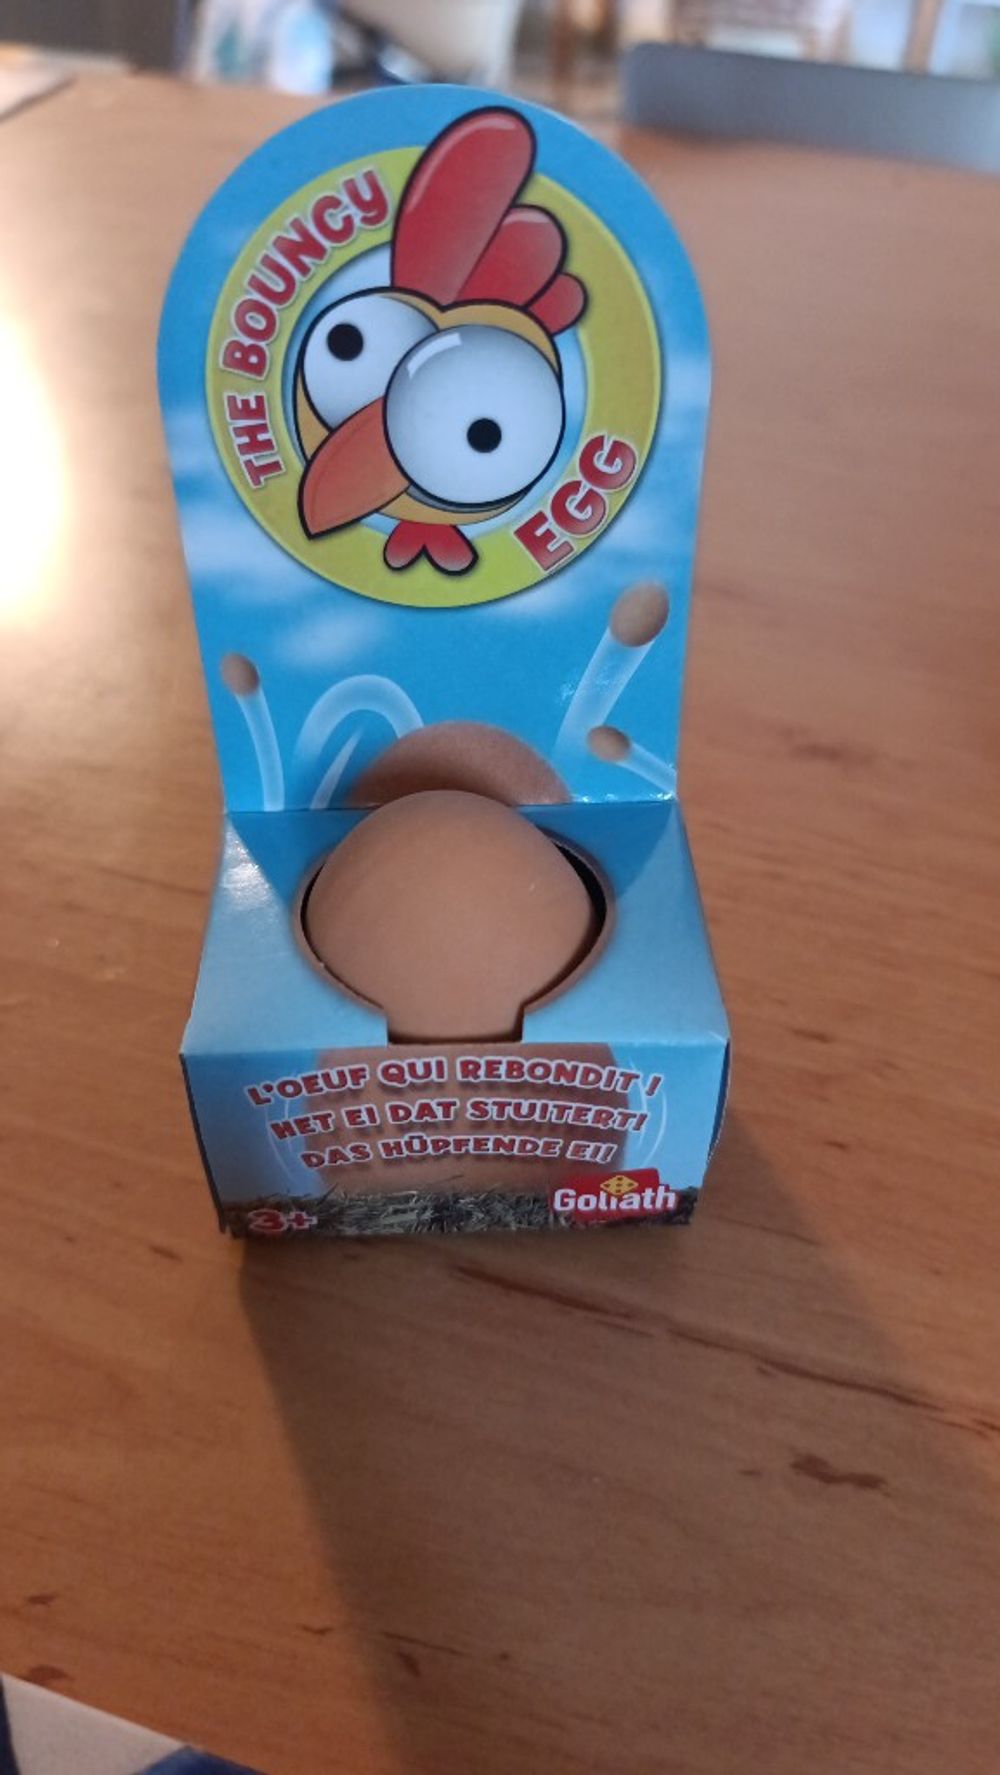 THE BOUNCY
EGG
L'OEUF QUI REBONDIT !
HET EI DAT STUITERT!
DAS HÜPFENDE EI!
3+
Goliath